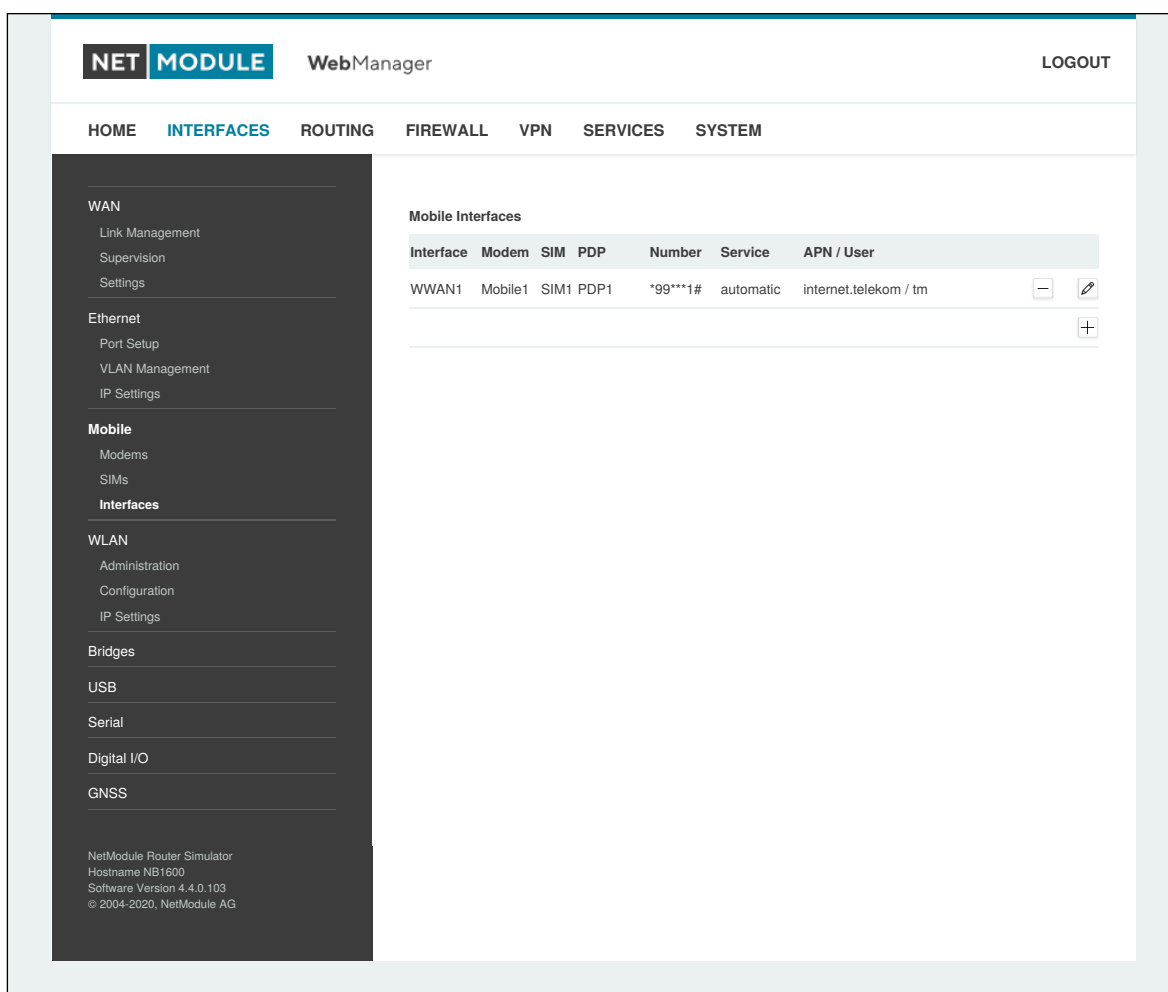 NET MODULE WebManager LOGOUT
HOME INTERFACES ROUTING FIREWALL VPN SERVICES SYSTEM
WAN
Link Management
Supervision
Settings
Ethernet
Port Setup
VLAN Management
IP Settings
Mobile
Modems
SIMs
Interfaces
WLAN
Administration
Configuration
IP Settings
Bridges
USB
Serial
Digital I/O
GNSS
NetModule Router Simulator
Hostname NB1600
Software Version 4.4.0.103
© 2004-2020, NetModule AG
Mobile Interfaces
Interface Modem SIM PDP Number Service APN / User
WWAN1 Mobile1 SIM1 PDP1 *99***1# automatic internet.telekom / tm